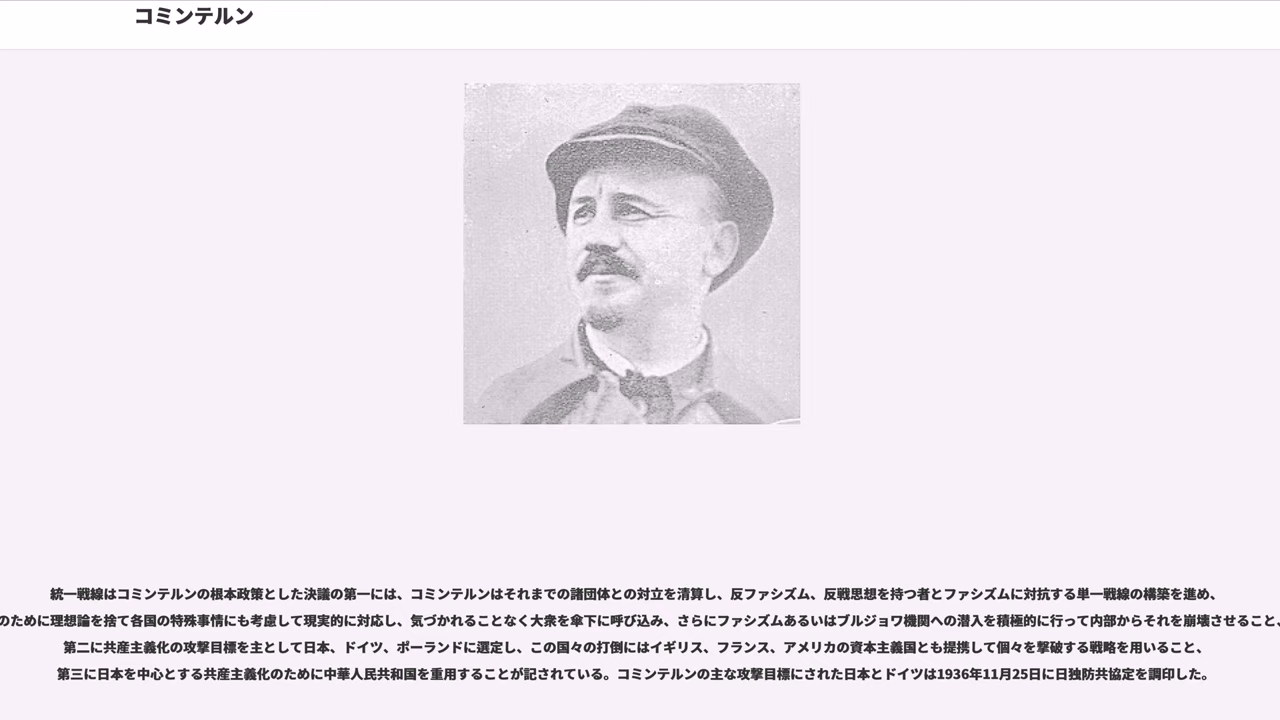 コミンテルン
統一戦線はコミンテルンの根本政策とした決議の第一には、コミンテルンはそれまでの諸団体との対立を清算し、反ファシズム、反戦思想を持つ者とファシズムに対抗する単一戦線の構築を進め、
のために理想論を捨て各国の特殊事情にも考慮して現実的に対応し、気づかれることなく大衆を傘下に呼び込み、さらにファシズムあるいはブルジョワ機関への潜入を積極的に行って内部からそれを崩壊させること、
第二に共産主義化の攻撃目標を主として日本、ドイツ、ポーランドに選定し、この国々の打倒にはイギリス、フランス、アメリカの資本主義国とも提携して個々を撃破する戦略を用いること、
第三に日本を中心とする共産主義化のために中華人民共和国を重用することが記されている。コミンテルンの主な攻撃目標にされた日本とドイツは1936年11月25日に日独防共協定を調印した。